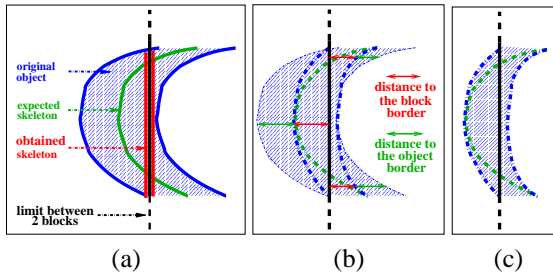 original
object
expected
skeleton
obtained
skeleton
limit between
2 blocks
distance to
the block
border
distance to
the object
border
(a)
(b)
(c)